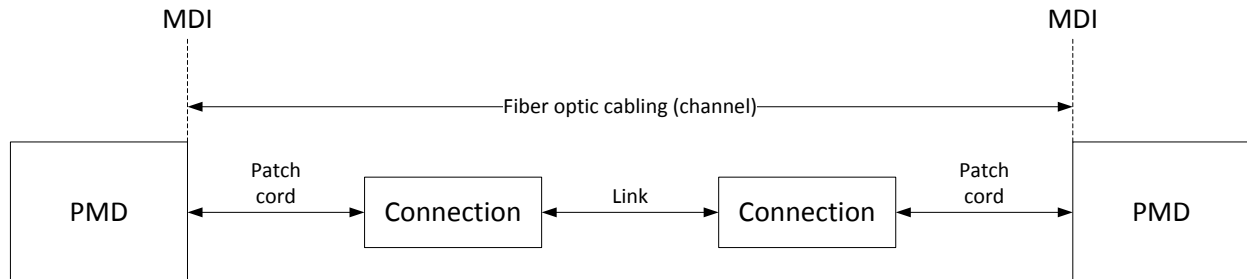 MDI
MDI
Fiber optic cabling (channel)
PMD
Patch
cord
Connection
Link
Connection
Patch
cord
PMD